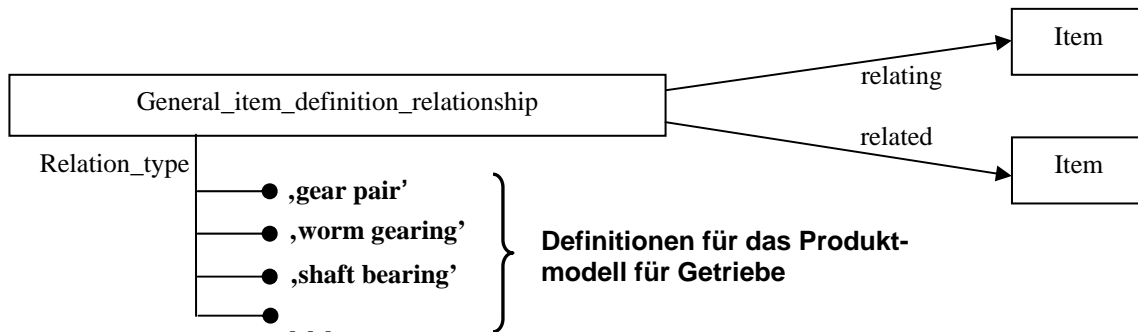 Item
relating
General_item_definition_relationship
related
Item
Relation_type
‚gear pair’
‚worm gearing’
‚shaft bearing’
Definitionen für das Produkt-
modell für Getriebe